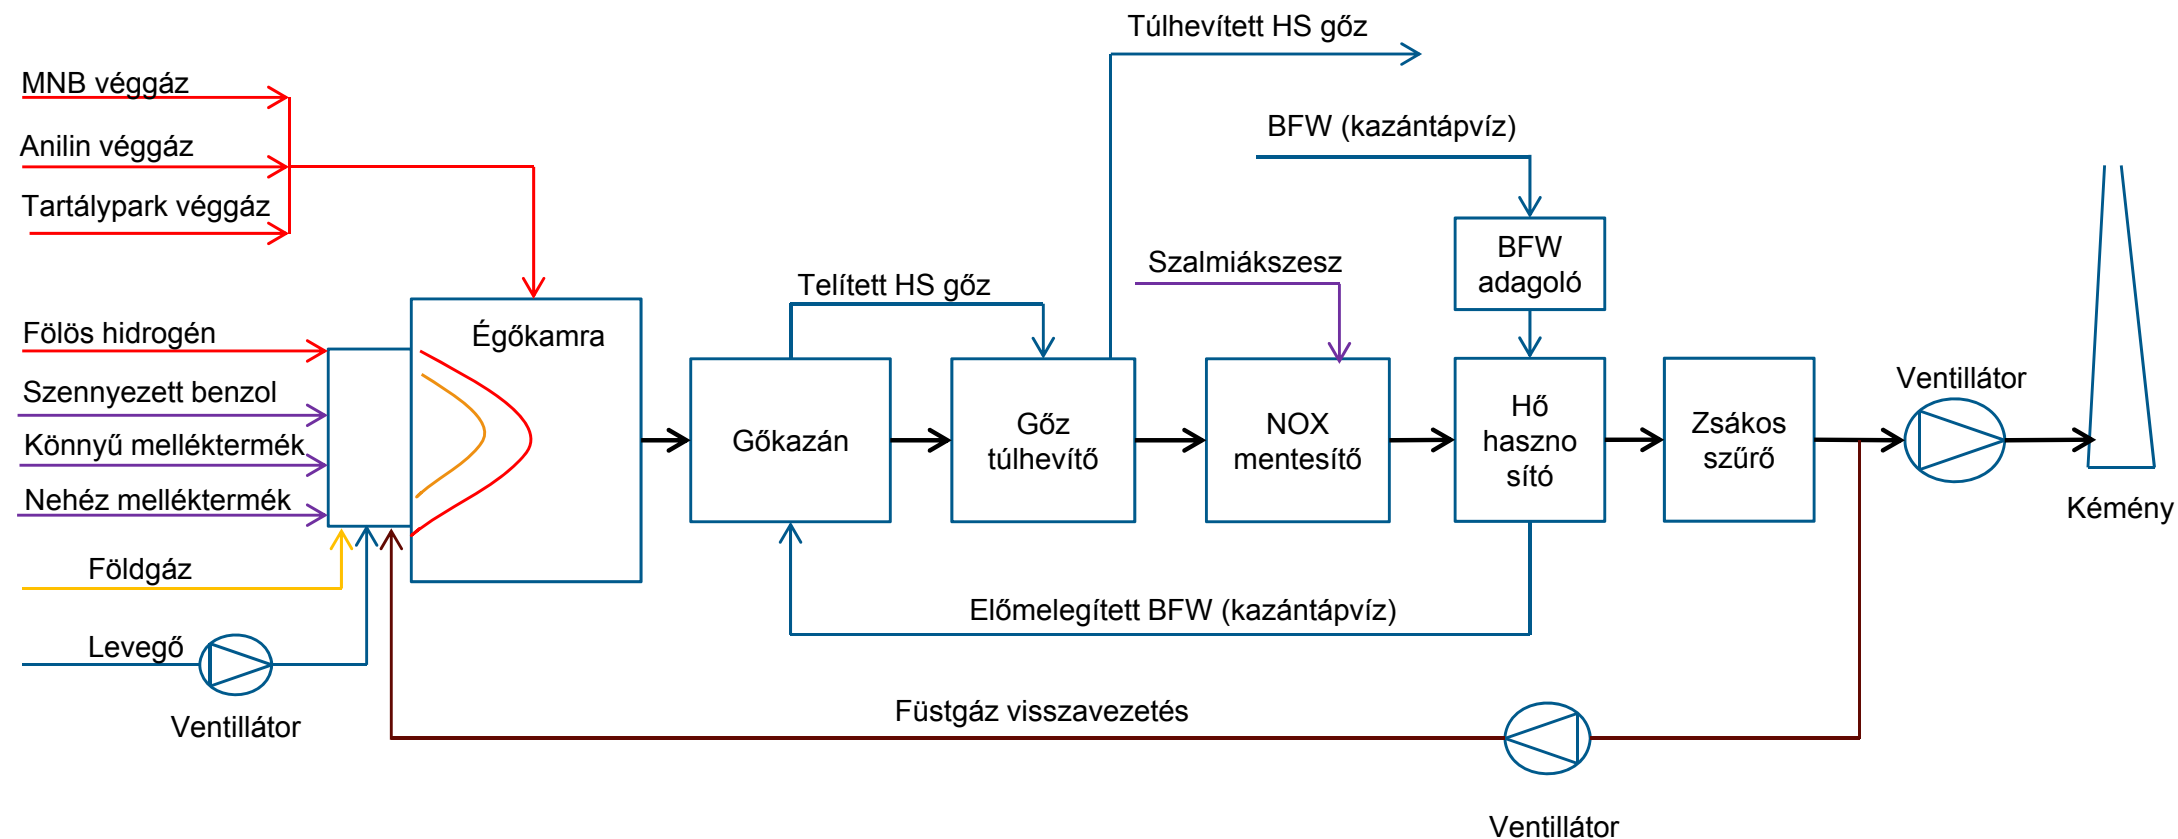 Túlhevített HS gőz
MNB véggáz
BFW (kazántápvíz)
Anilin véggáz
Tartálypark véggáz
BFW
adagoló
Szalmiákszesz
Telített HS gőz
Fölös hidrogén
Égőkamra
Szennyezett benzol
Ventillátor
Könnyű melléktermék
Gőkazán
Gőz
túlhevítő
NOX
mentesítő
Hő
haszno
sító
Zsákos
szűrő
Nehéz melléktermék
Kémény
Földgáz
Előmelegített BFW (kazántápvíz)
Levegő
Füstgáz visszavezetés
Ventillátor
Ventillátor